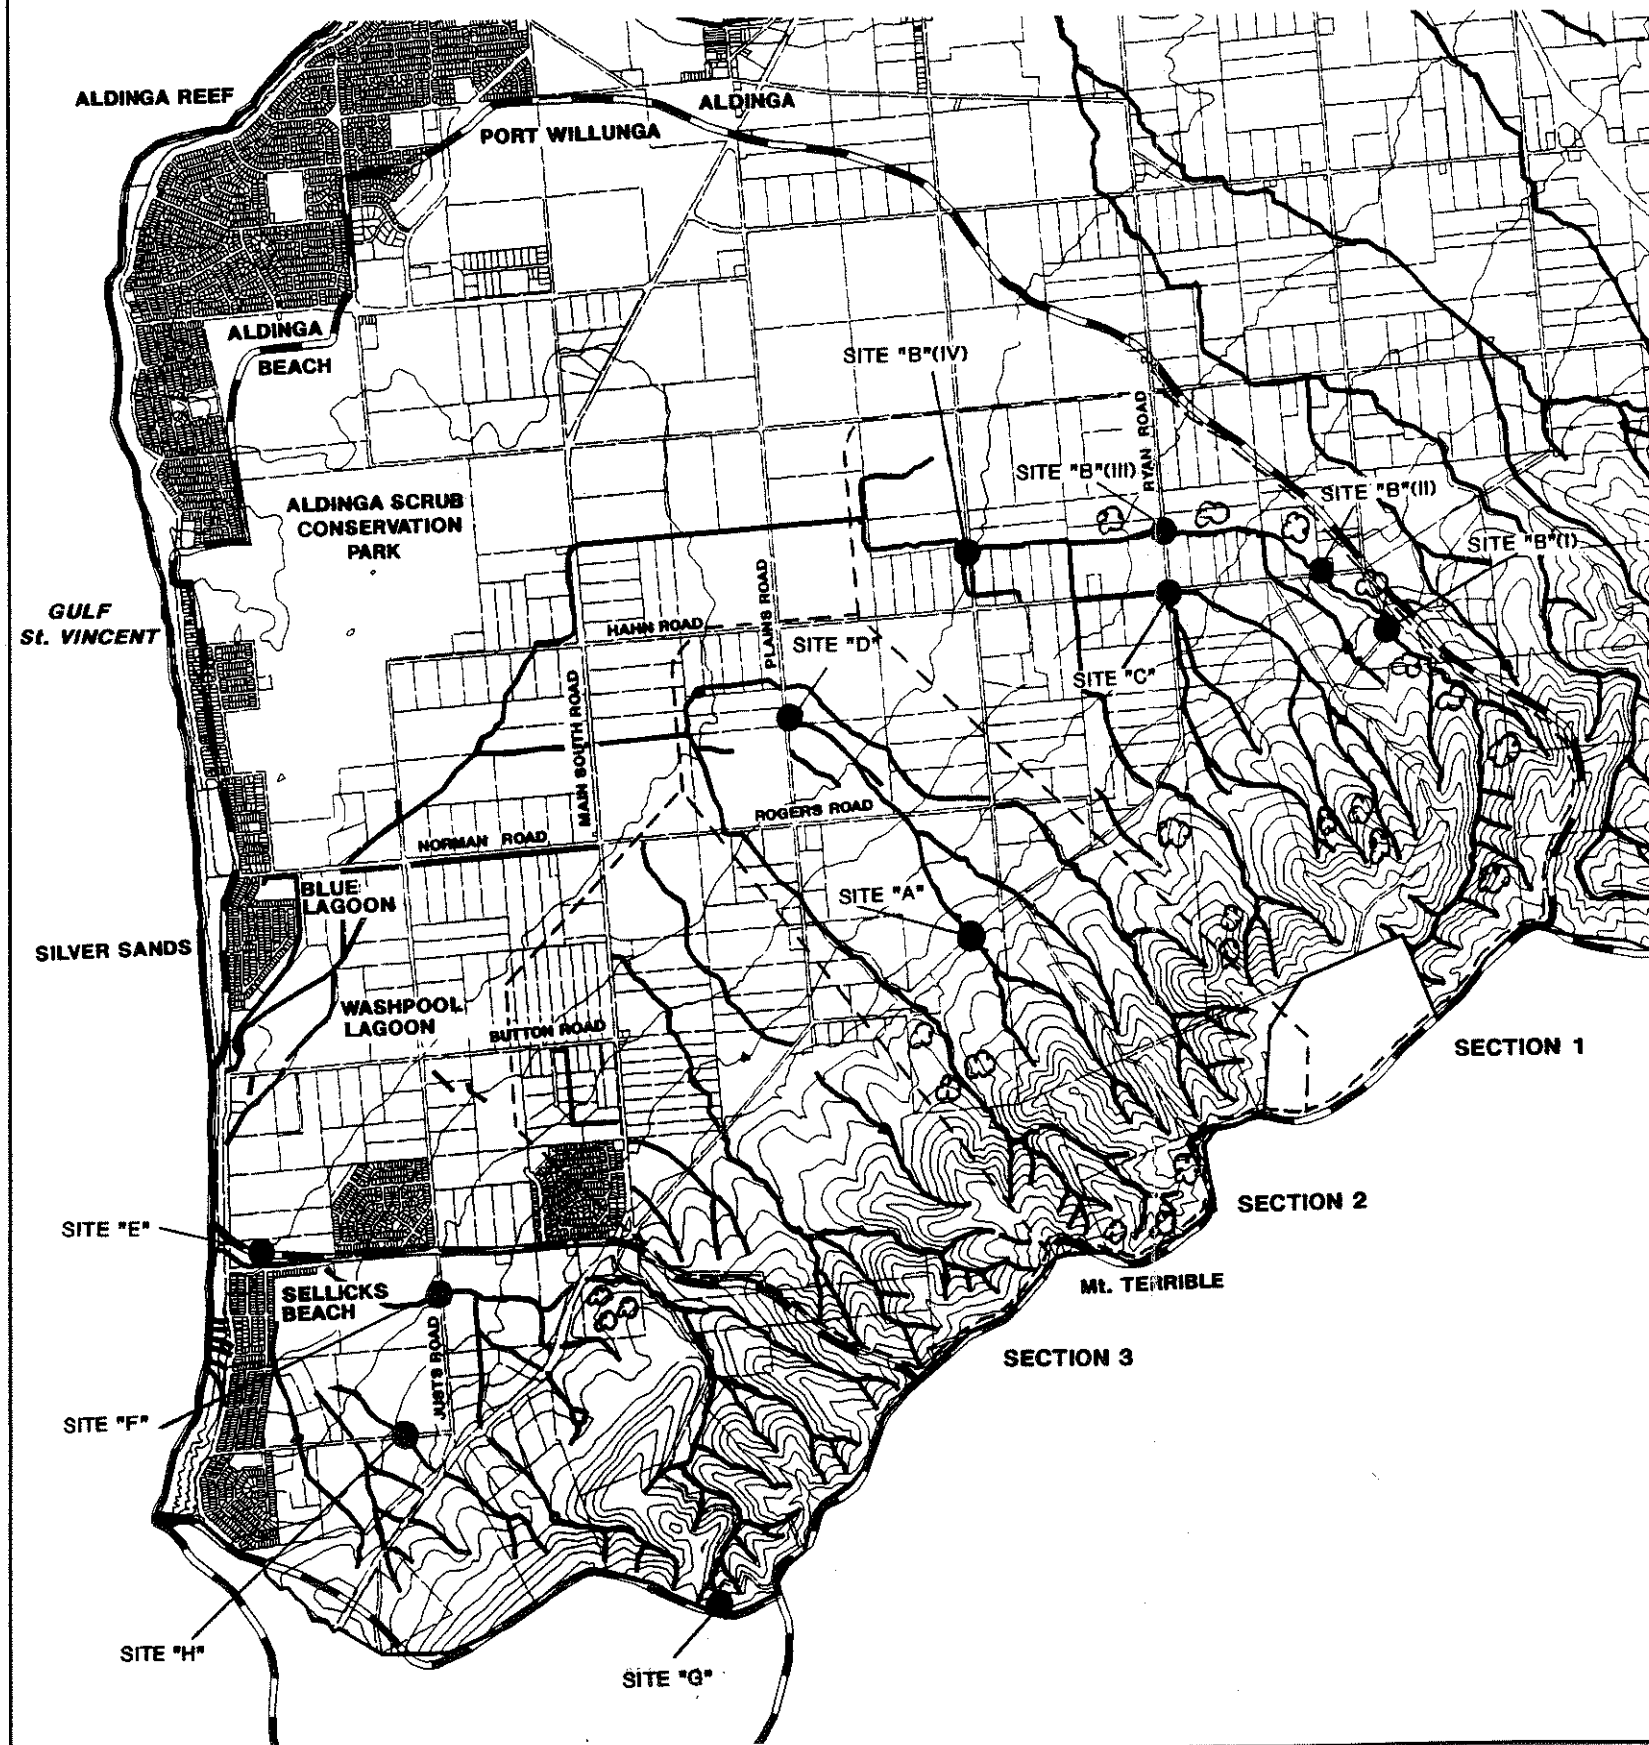 ALDINGA REEF
ALDINGA
PORT WILLUNGA
ALDINGA
BEACH
SITE "B"(IV)
RYAN ROAD
SITE "B"(III)
SITE "B"(II)
SITE "B"(I)
ALDINGA SCRUB
CONSERVATION
PARK
GULF
St. VINCENT
PLAINS ROAD
HAHN ROAD
SITE "D"
SITE "C"
MAIN SOUTH ROAD
ROGERS ROAD
NORMAN ROAD
BLUE
LAGOON
SITE "A"
SILVER SANDS
WASHPOOL
LAGOON
BUTTON ROAD
SECTION 1
SECTION 2
SITE "E"
SELLICKS
BEACH
Mt. TERRIBLE
JUSTS ROAD
SECTION 3
SITE "F"
SITE "H"
SITE "G"